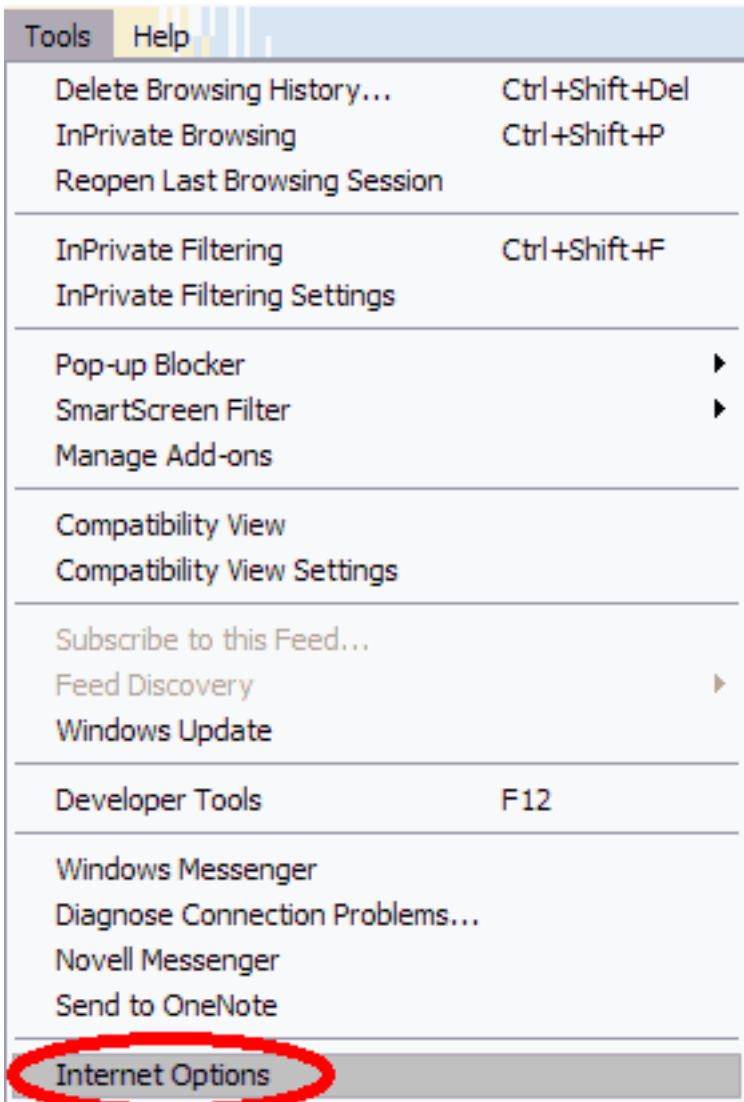 Tools Help
Delete Browsing History... Ctrl+Shift+Del
InPrivate Browsing Ctrl+Shift+P
Reopen Last Browsing Session
InPrivate Filtering Ctrl+Shift+F
InPrivate Filtering Settings
Pop-up Blocker
SmartScreen Filter
Manage Add-ons
Compatibility View
Compatibility View Settings
Subscribe to this Feed...
Feed Discovery
Windows Update
Developer Tools F12
Windows Messenger
Diagnose Connection Problems...
Novell Messenger
Send to OneNote
Internet Options